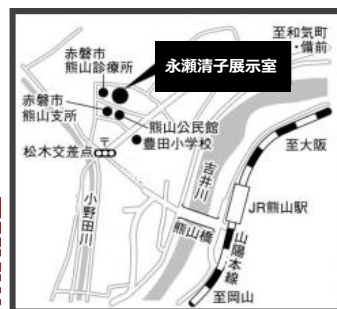 赤磐市
熊山診療所
至和気町
・備前
永瀬清子展示室
赤磐市
熊山支所
熊山公民館
豊田小学校
〒
松木交差点
至大阪
吉井川
小野田川
JR熊山駅
熊山橋
山陽本線
至岡山